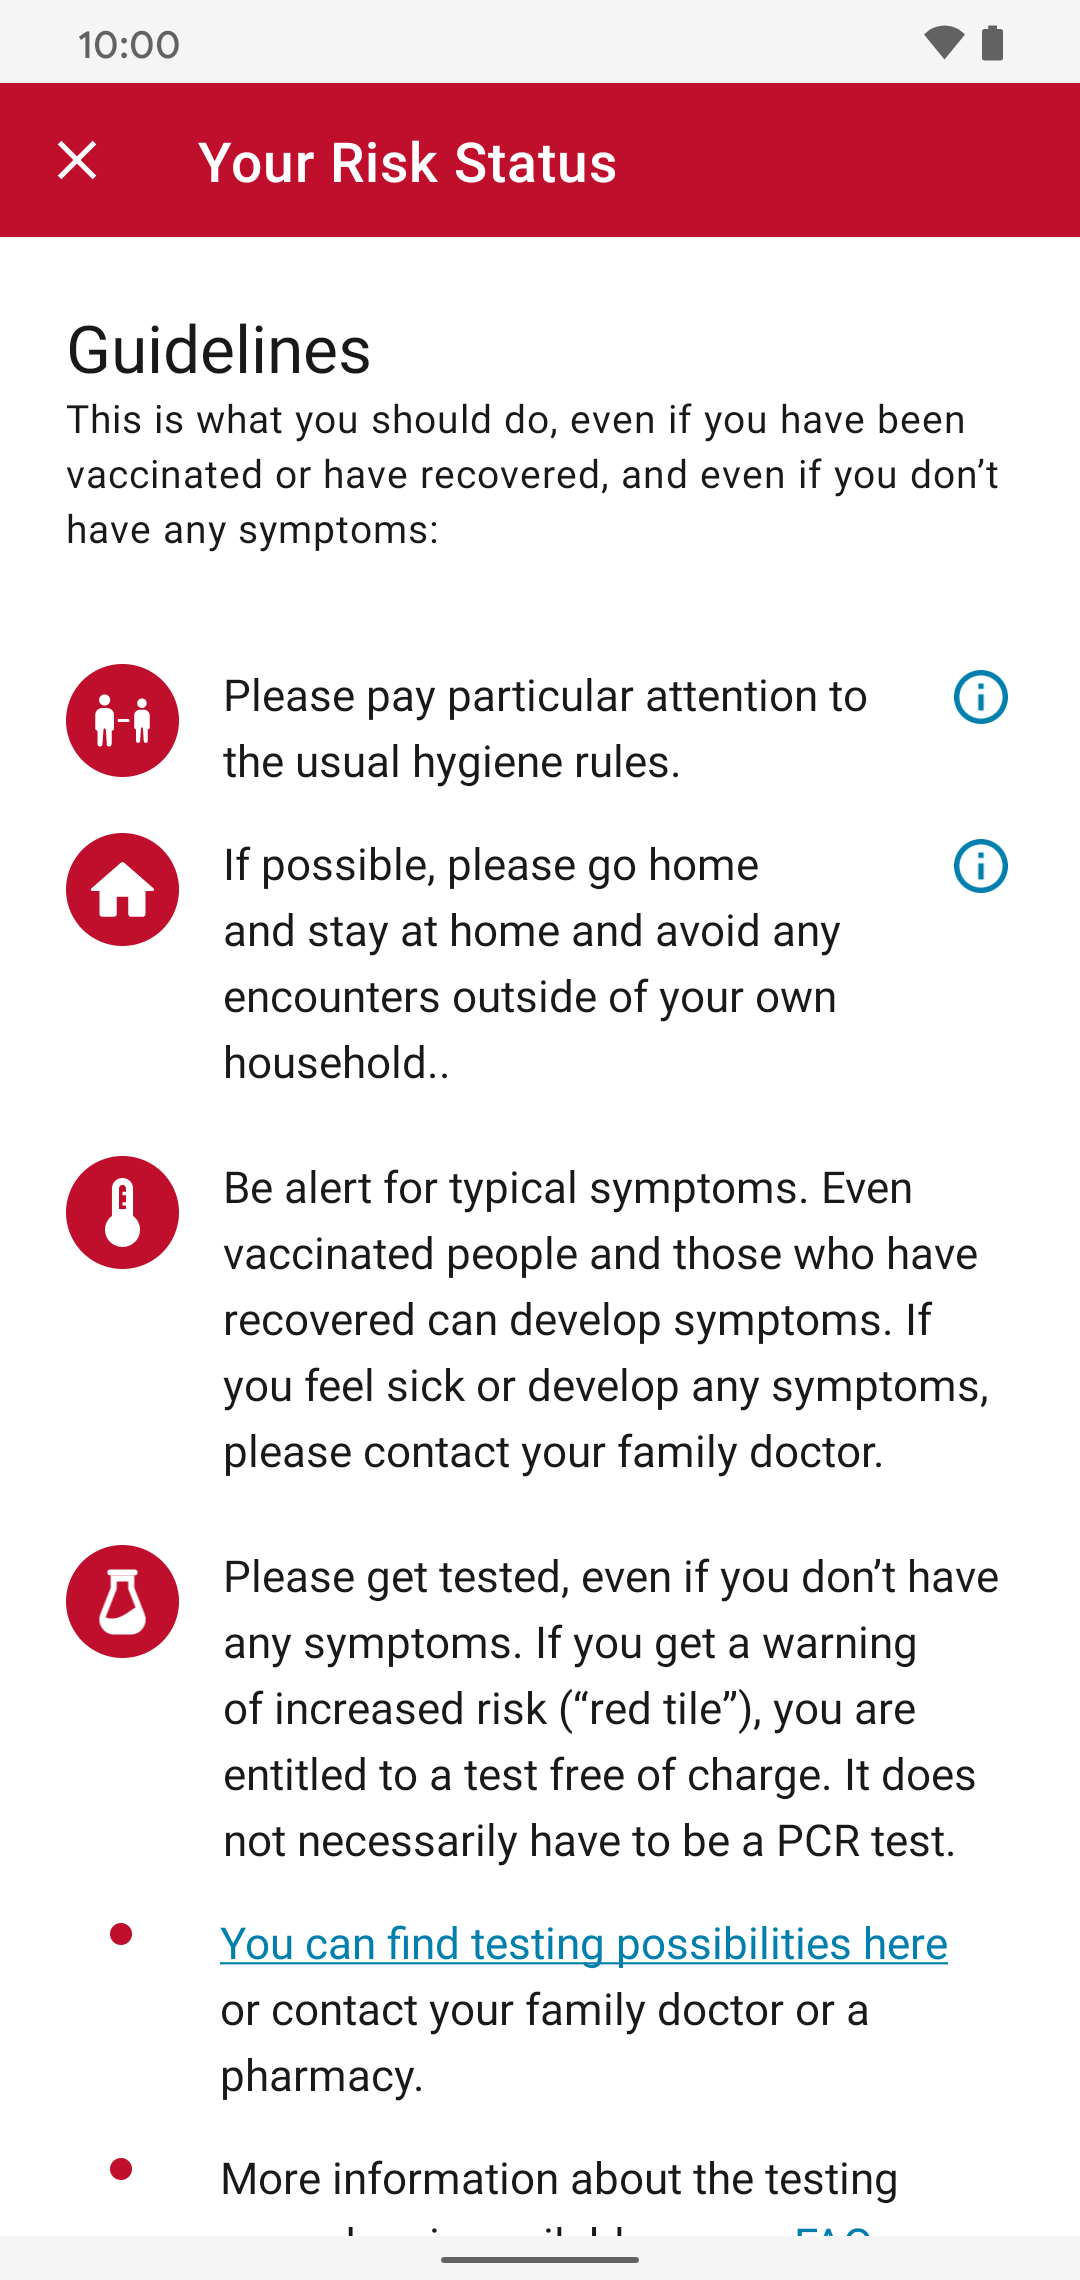 10:00
Your Risk Status
Guidelines
This is what you should do, even if you have been
vaccinated or have recovered, and even if you don’t
have any symptoms:
Please pay particular attention to
the usual hygiene rules.
If possible, please go home
and stay at home and avoid any
encounters outside of your own
household..
Be alert for typical symptoms. Even
vaccinated people and those who have
recovered can develop symptoms. If
you feel sick or develop any symptoms,
please contact your family doctor.
Please get tested, even if you don’t have
any symptoms. If you get a warning
of increased risk (“red tile”), you are
entitled to a test free of charge. It does
not necessarily have to be a PCR test.
You can find testing possibilities here
or contact your family doctor or a
pharmacy.
More information about the testing